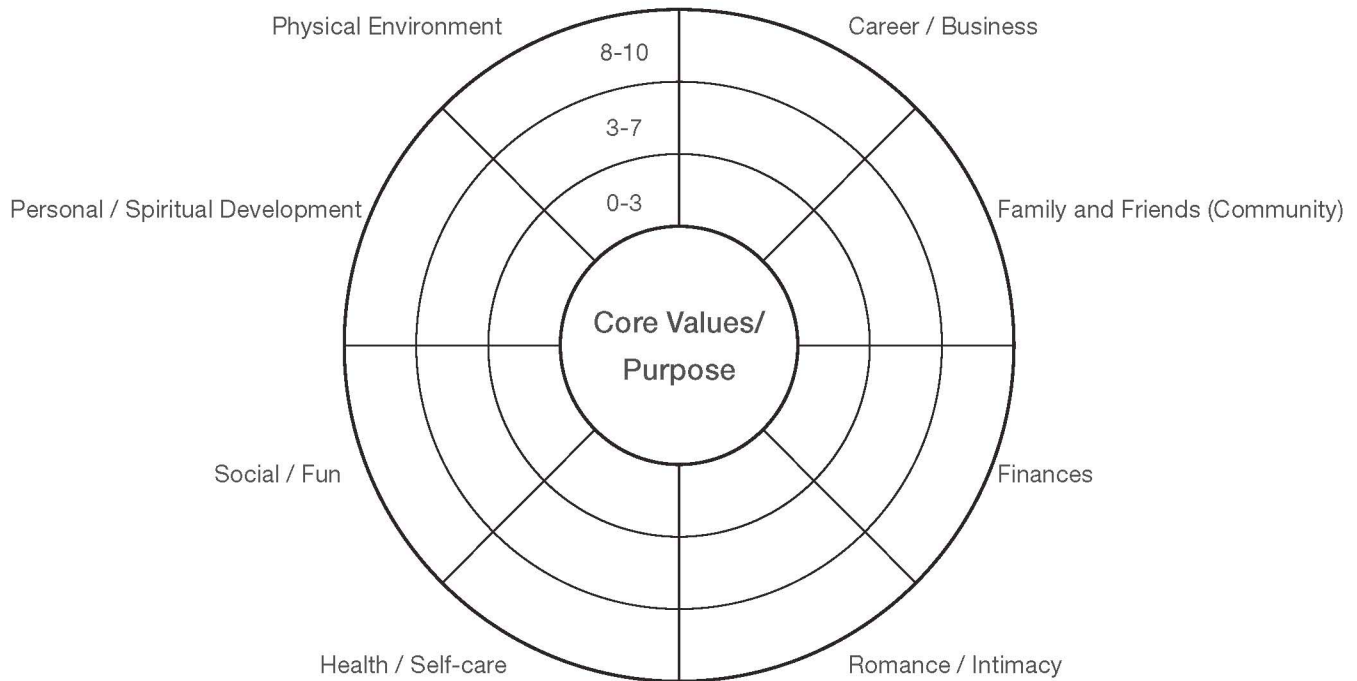 Physical Environment
Career / Business
8-10
3-7
Personal / Spiritual Development
0-3
Family and Friends (Community)
Core Values/
Purpose
Social / Fun
Finances
Health / Self-care
Romance / Intimacy